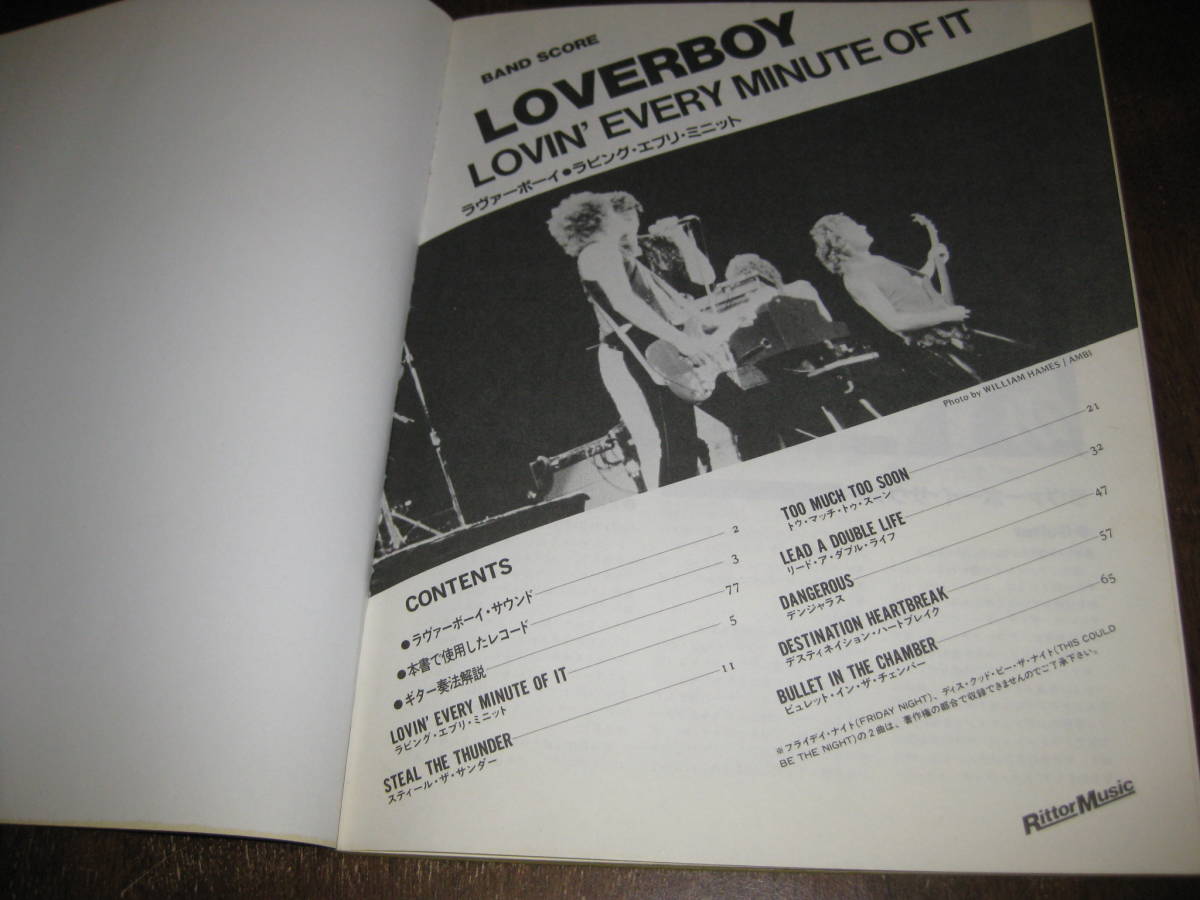 BAND SCORE
LOVERBOY
LOVIN' EVERY MINUTE OF IT
ラヴァーボーイ●ラビング・エブリ・ミニット
Photo by WILLIAM HAMES / AMBI
CONTENTS
●ラヴァーボーイ・サウンド 2
●本書で使用したレコード 3
●ギター奏法解説 77
LOVIN' EVERY MINUTE OF IT 5
ラビング・エブリ・ミニット
STEAL THE THUNDER 11
スティール・ザ・サンダー
TOO MUCH TOO SOON 21
トゥ・マッチ・トゥ・スーン
LEAD A DOUBLE LIFE 32
リード・ア・ダブル・ライフ
DANGEROUS 47
デンジャラス
DESTINATION HEARTBREAK 57
デスティネイション・ハートブレイク
BULLET IN THE CHAMBER 65
ビュレット・イン・ザ・チェンバー
※フライデイ・ナイト(FRIDAY NIGHT)、ディス・クッド・ビー・ザ・ナイト(THIS COULD
BE THE NIGHT)の2曲は、著作権の都合で収録できませんのでご了承下さい。
RittorMusic